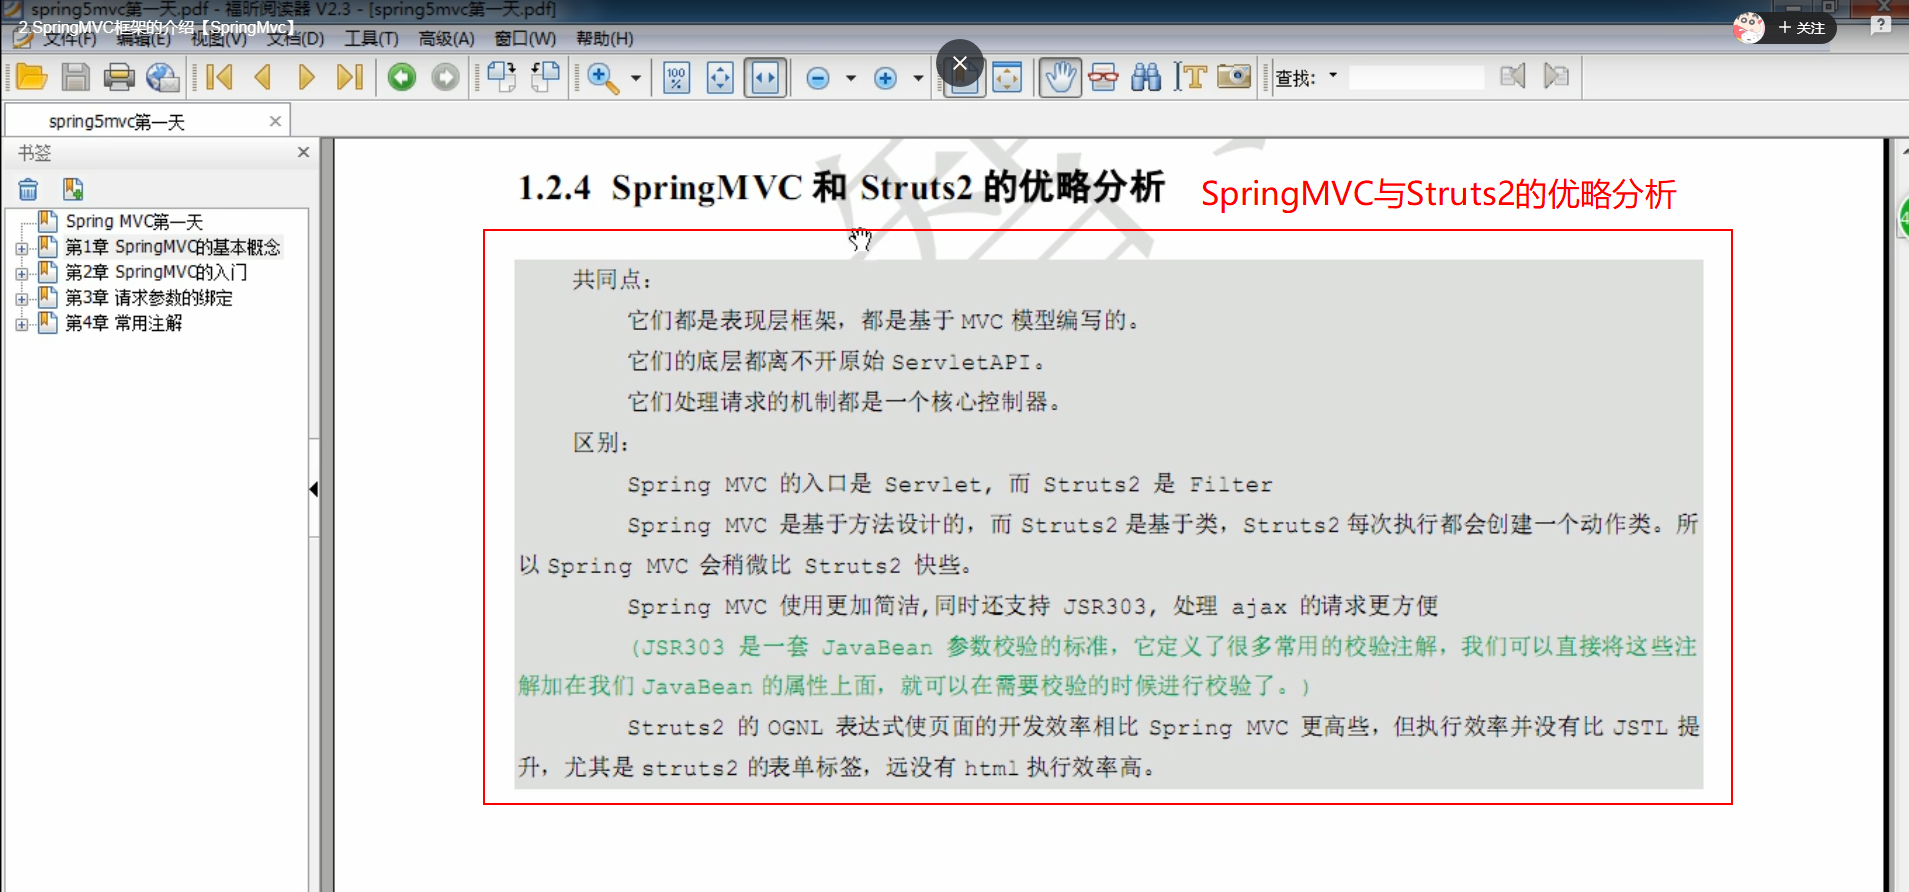 spring5mvc第一天.pdf - 福昕阅读器 V2.3 - [spring5mvc第一天.pdf]
2.SpringMVC框架的介绍【SpringMvc】
+ 关注
文件(F) 编辑(E) 视图(V) 文档(D) 工具(T) 高级(A) 窗口(W) 帮助(H)
查找:
spring5mvc第一天
书签
Spring MVC第一天
第1章 SpringMVC的基本概念
第2章 SpringMVC的入门
第3章 请求参数的绑定
第4章 常用注解
1.2.4 SpringMVC 和 Struts2 的优略分析
SpringMVC与Struts2的优略分析
共同点：
它们都是表现层框架，都是基于 MVC 模型编写的。
它们的底层都离不开原始 ServletAPI。
它们处理请求的机制都是一个核心控制器。
区别：
Spring MVC 的入口是 Servlet, 而 Struts2 是 Filter
Spring MVC 是基于方法设计的，而 Struts2 是基于类，Struts2 每次执行都会创建一个动作类。所
以 Spring MVC 会稍微比 Struts2 快些。
Spring MVC 使用更加简洁,同时还支持 JSR303, 处理 ajax 的请求更方便
(JSR303 是一套 JavaBean 参数校验的标准，它定义了很多常用的校验注解，我们可以直接将这些注
解加在我们 JavaBean 的属性上面，就可以在需要校验的时候进行校验了。)
Struts2 的 OGNL 表达式使页面的开发效率相比 Spring MVC 更高些，但执行效率并没有比 JSTL 提
升，尤其是 struts2 的表单标签，远没有 html 执行效率高。